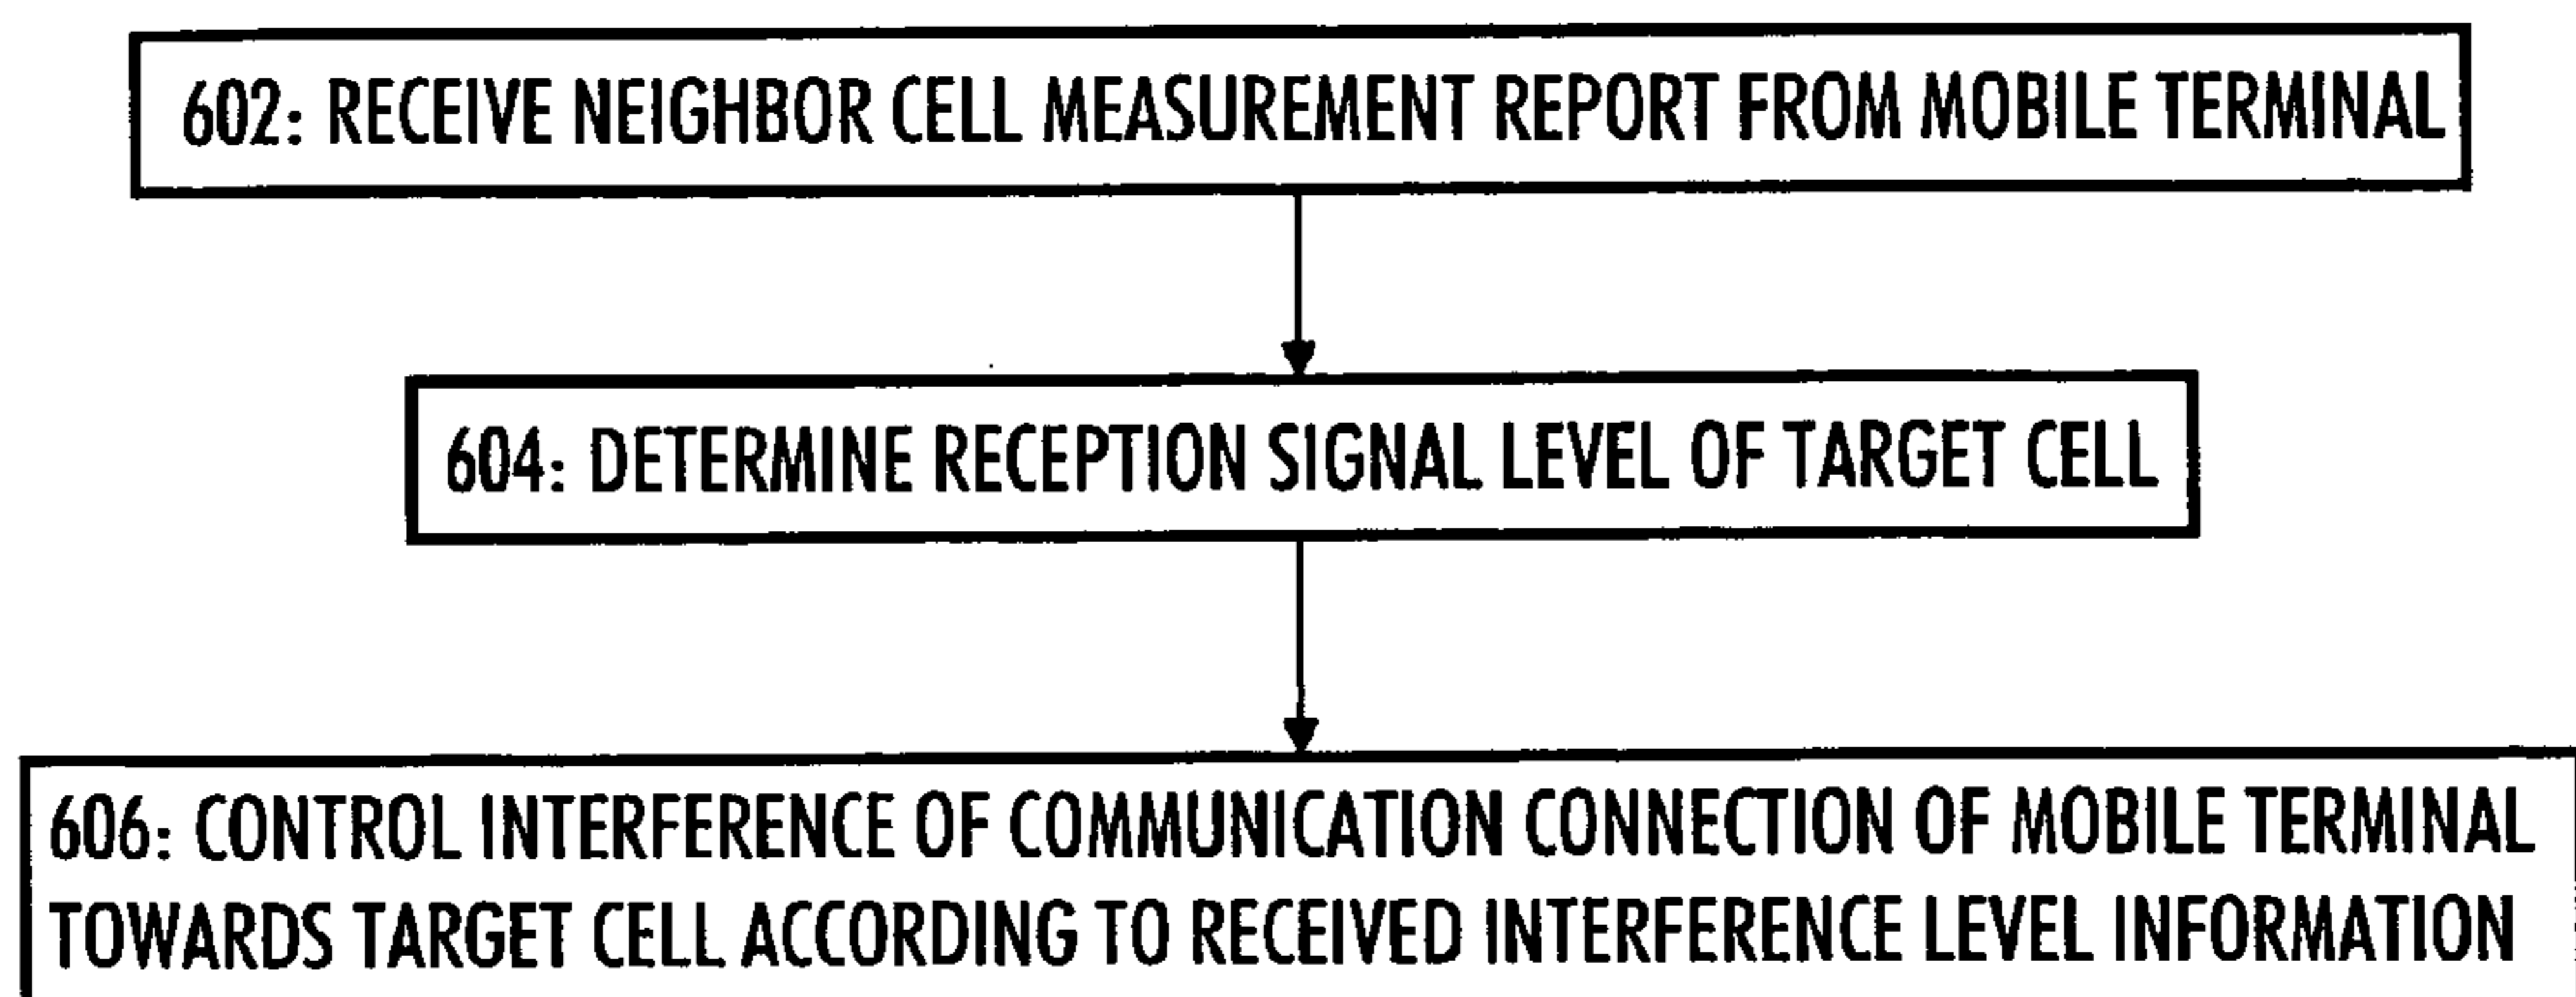 602: RECEIVE NEIGHBOR CELL MEASUREMENT REPORT FROM MOBILE TERMINAL
604: DETERMINE RECEPTION SIGNAL LEVEL OF TARGET CELL
606: CONTROL INTERFERENCE OF COMMUNICATION CONNECTION OF MOBILE TERMINAL
TOWARDS TARGET CELL ACCORDING TO RECEIVED INTERFERENCE LEVEL INFORMATION